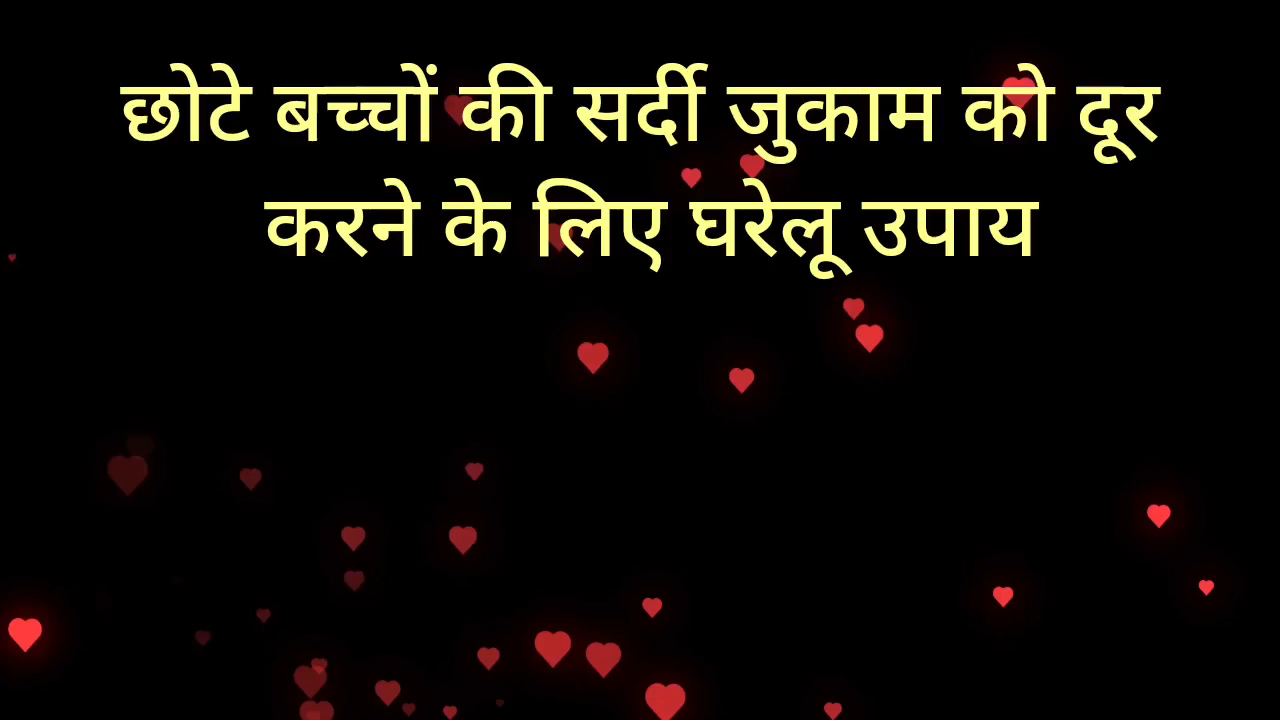 छोटे बच्चों की सर्दी जुकाम को दूर
करने के लिए घरेलू उपाय